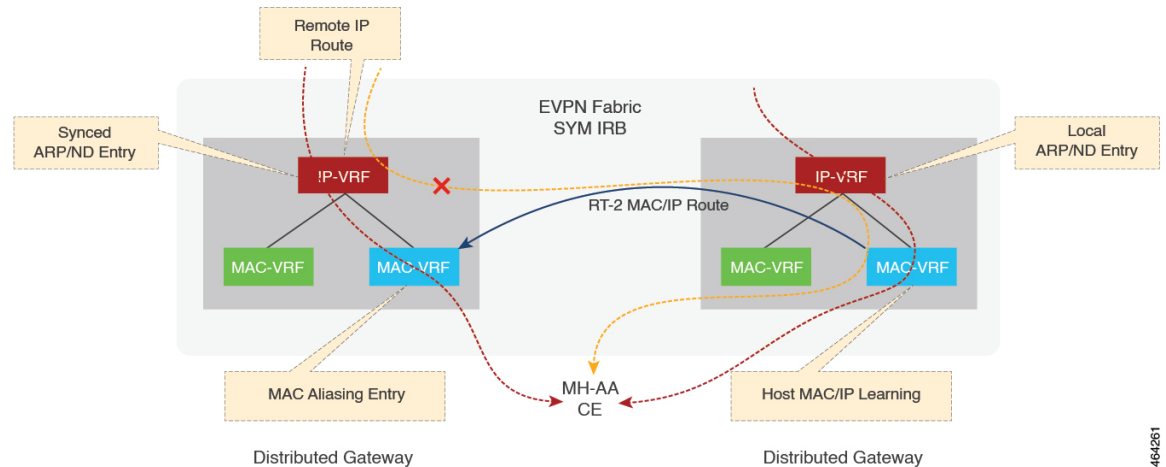 Remote IP
Route
EVPN Fabric
SYM IRB
Synced
ARP/ND Entry
Local
ARP/ND Entry
IP-VRF
IP-VRF
RT-2 MAC/IP Route
MAC-VRF
MAC-VRF
MAC-VRF
MAC-VRF
MAC Aliasing Entry
MH-AA
CE
Host MAC/IP Learning
Distributed Gateway
Distributed Gateway
464261